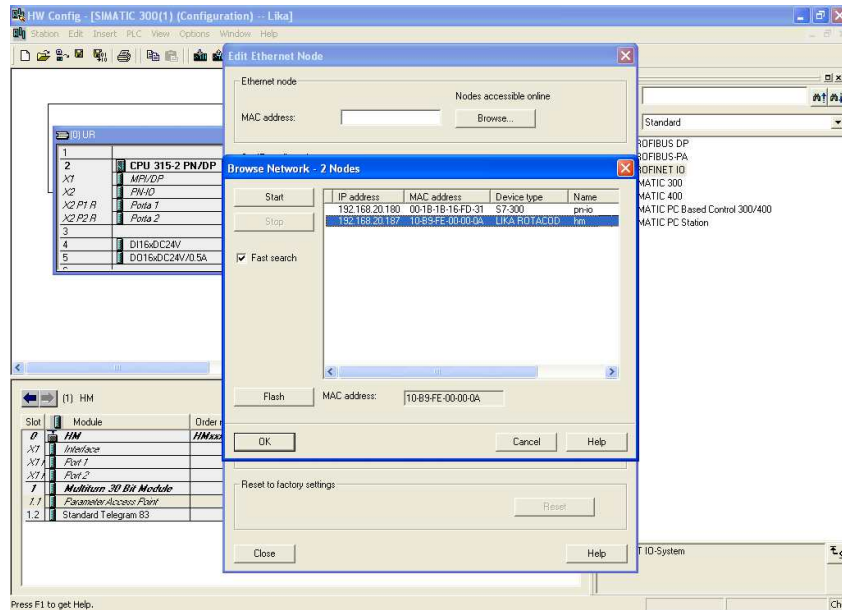 HW Config - [SIMATIC 300(1) (Configuration) -- Lika]
Station Edit Insert PLC View Options Window Help
Edit Ethernet Node
Ethernet node
Nodes accessible online
MAC address:
Browse...
Standard
(0) UR
1
2 CPU 315-2 PN/DP
X1 MPI/DP
X2 PN-IO
X2 P1 R Porta 1
X2 P2 R Porta 2
3
4 DI16xDC24V
5 DO16xDC24V/0.5A
ROFIBUS DP
ROFIBUS-PA
ROFINET IO
MATIC 300
MATIC 400
MATIC PC Based Control 300/400
MATIC PC Station
Browse Network - 2 Nodes
Start
Stop
Fast search
IP address MAC address Device type Name
192.168.20.180 00-1B-1B-16-FD-31 S7-300 pn-io
192.168.20.187 10-B9-FE-00-00-0A LIKA ROTACOD hm
Flash
MAC address: 10-B9-FE-00-00-0A
OK
Cancel
Help
(1) HM
Slot Module Order
0 HM HMxxx
X1 Interface
X1 Port 1
X1 Port 2
1 Multiturn 30 Bit Module
1.1 Parameter Access Point
1.2 Standard Telegram 83
Reset to factory settings
Reset
Close
Help
T IO-System
Press F1 to get Help.
Ch